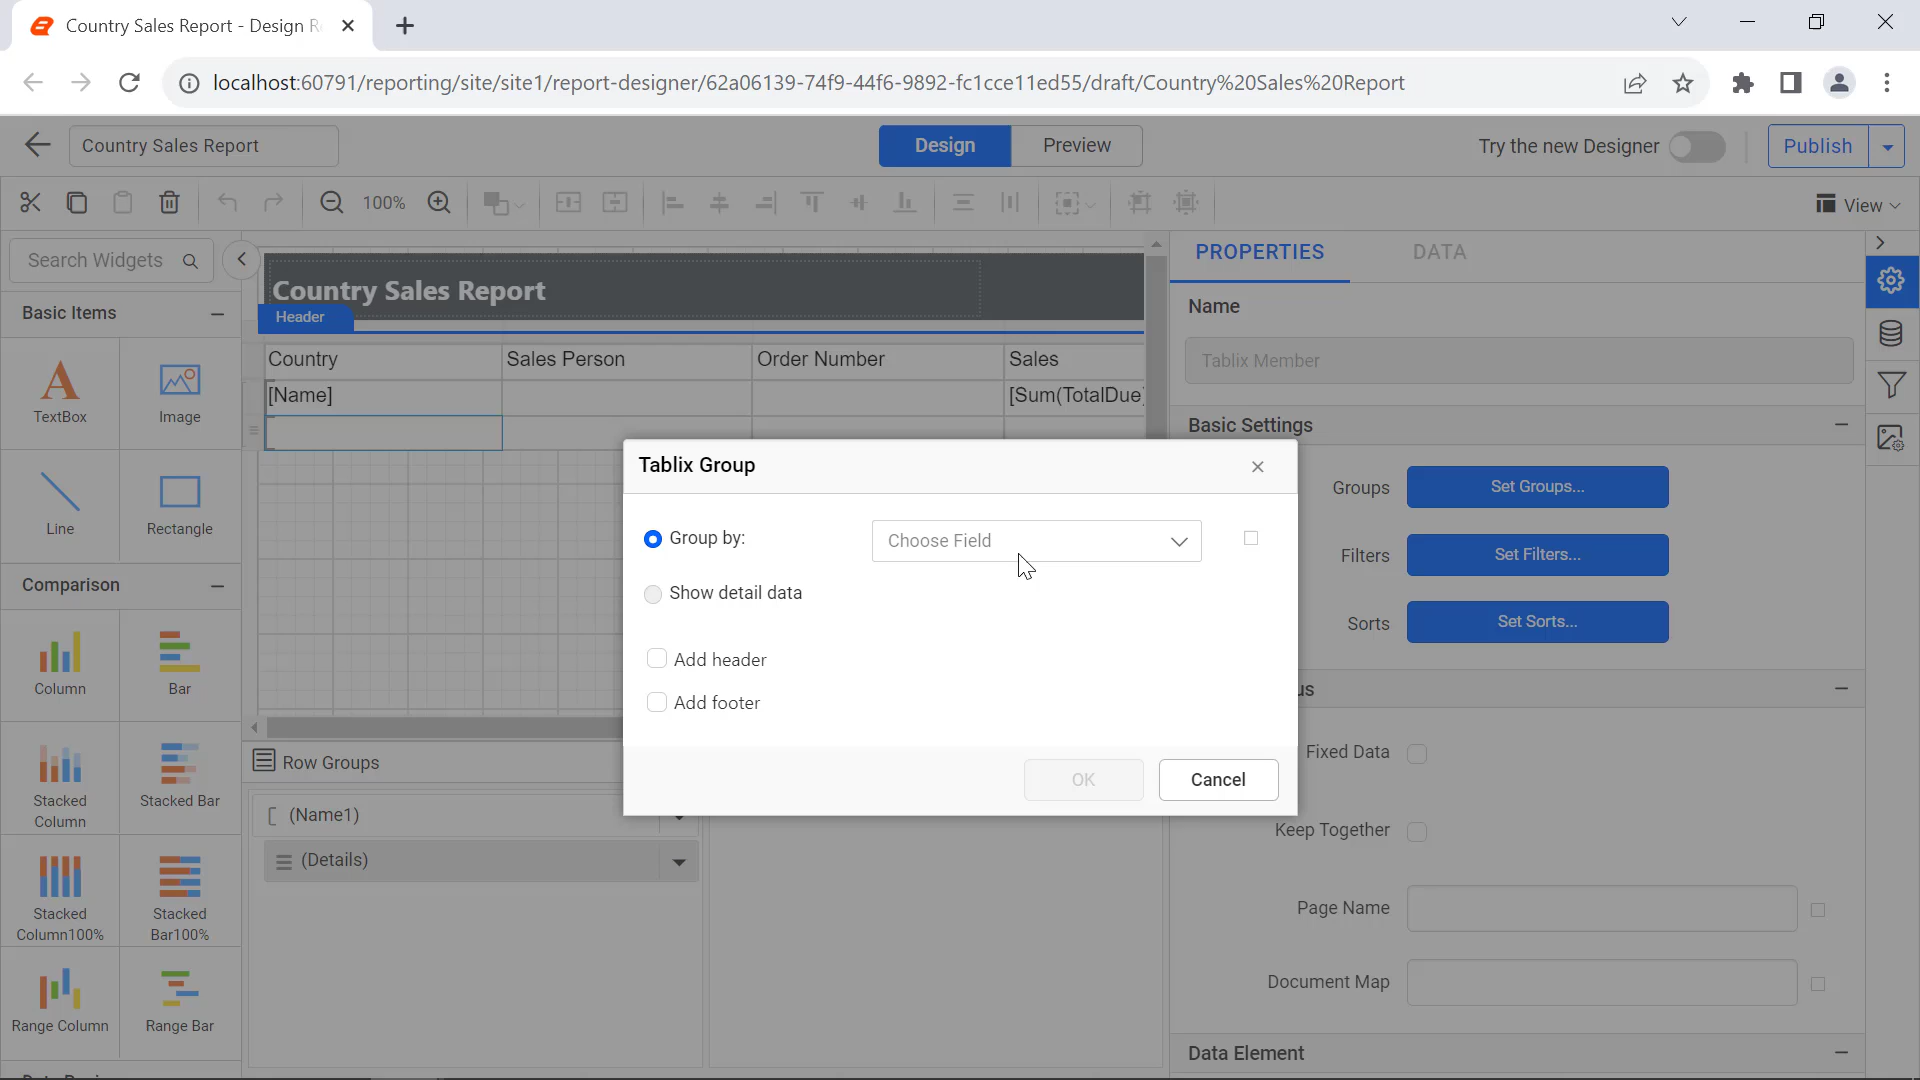 Country Sales Report - Design R
localhost:60791/reporting/site/site1/report-designer/62a06139-74f9-44f6-9892-fc1cce11ed55/draft/Country%20Sales%20Report
Country Sales Report
Design
Preview
Try the new Designer
Publish
100%
View
Search Widgets
Basic Items
TextBox
Image
Line
Rectangle
Comparison
Column
Bar
Stacked
Column
Stacked Bar
Stacked
Column100%
Stacked
Bar100%
Range Column
Range Bar
Country Sales Report
Header
Country
Sales Person
Order Number
Sales
[Name]
[Sum(TotalDue)
Row Groups
(Name1)
(Details)
Tablix Group
Group by:
Choose Field
Show detail data
Add header
Add footer
OK
Cancel
PROPERTIES
DATA
Name
Tablix Member
Basic Settings
Groups
Set Groups...
Filters
Set Filters...
Sorts
Set Sorts...
us
Fixed Data
Keep Together
Page Name
Document Map
Data Element